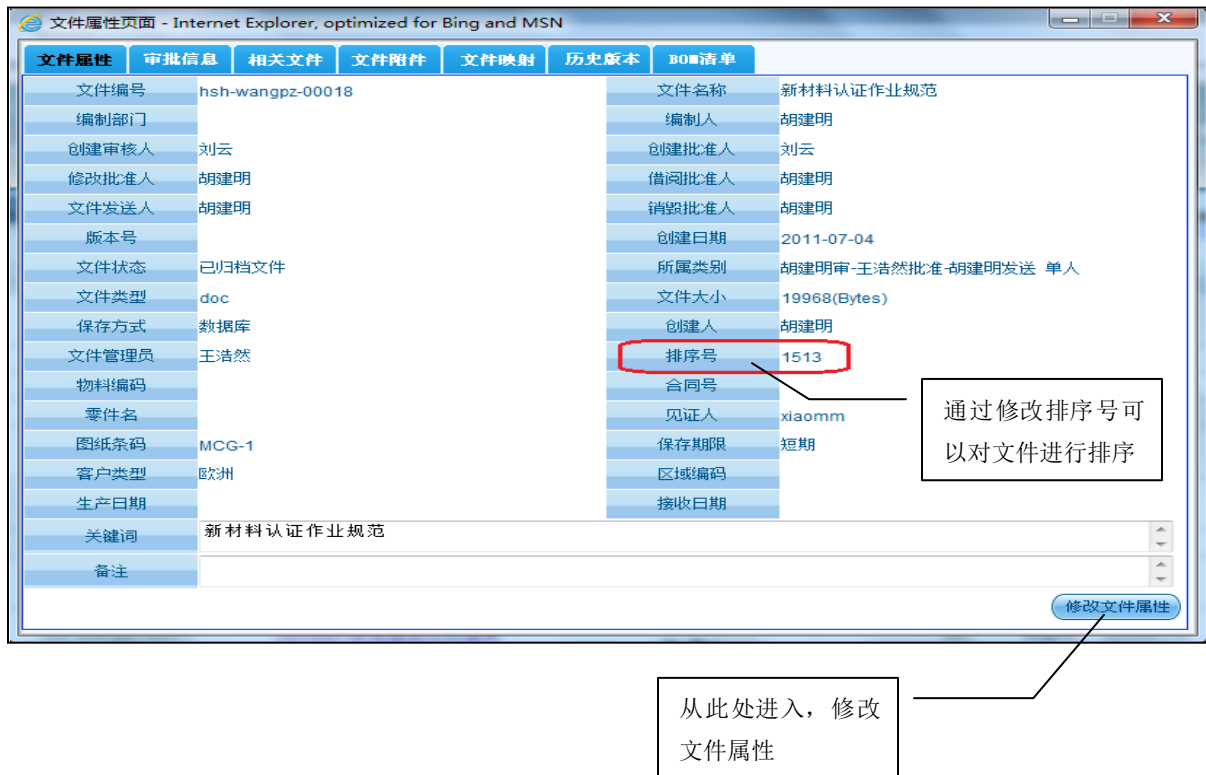 文件属性页面 - Internet Explorer, optimized for Bing and MSN
文件属性 审批信息 相关文件 文件附件 文件映射 历史版本 BOM清单
文件编号 hsh-wangpz-00018 文件名称 新材料认证作业规范
编制部门 编制人 胡建明
创建审核人 刘云 创建批准人 刘云
修改批准人 胡建明 借阅批准人 胡建明
文件发送人 胡建明 销毁批准人 胡建明
版本号 创建日期 2011-07-04
文件状态 已归档文件 所属类别 胡建明审-王浩然批准-胡建明发送 单人
文件类型 doc 文件大小 19968(Bytes)
保存方式 数据库 创建人 胡建明
文件管理员 王浩然 排序号 1513
物料编码 合同号
零件名 见证人 xiaomm
图纸条码 MCG-1 保存期限 短期
客户类型 欧洲 区域编码
生产日期 接收日期
关键词 新材料认证作业规范
备注
修改文件属性
通过修改排序号可
以对文件进行排序
从此处进入，修改
文件属性